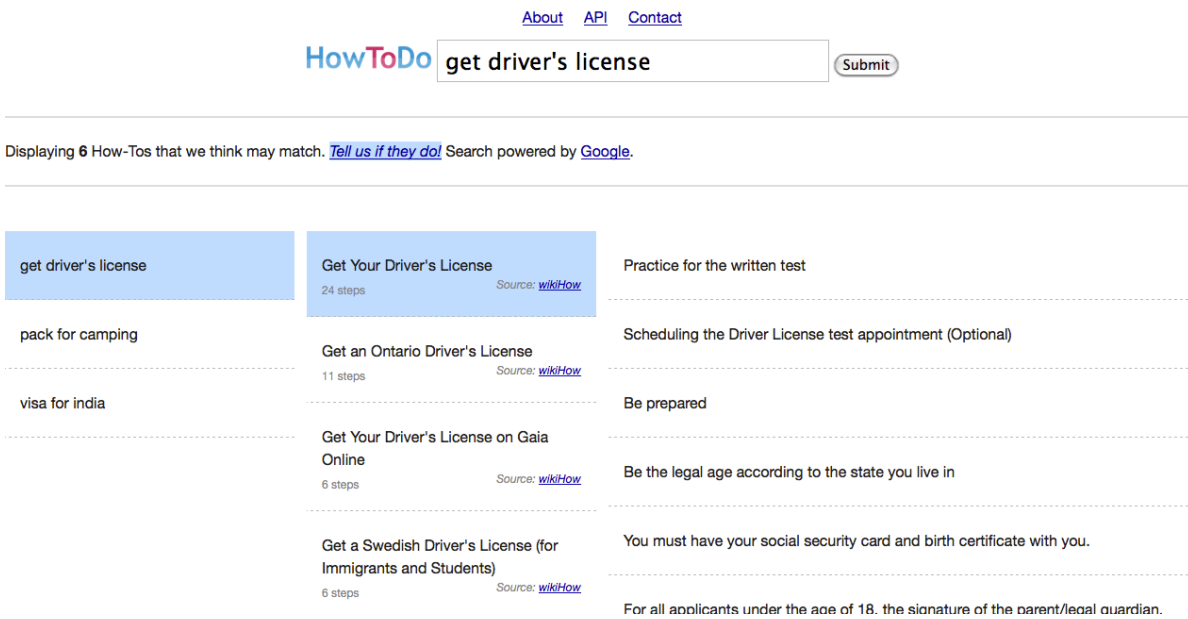 About API Contact
HowToDo get driver's license Submit
Displaying 6 How-Tos that we think may match. Tell us if they do! Search powered by Google.
get driver's license
pack for camping
visa for india
Get Your Driver's License
24 steps Source: wikiHow
Get an Ontario Driver's License
11 steps Source: wikiHow
Get Your Driver's License on Gaia
Online
6 steps Source: wikiHow
Get a Swedish Driver's License (for
Immigrants and Students)
6 steps Source: wikiHow
Practice for the written test
Scheduling the Driver License test appointment (Optional)
Be prepared
Be the legal age according to the state you live in
You must have your social security card and birth certificate with you.
For all applicants under the age of 18, the signature of the parent/legal guardian,